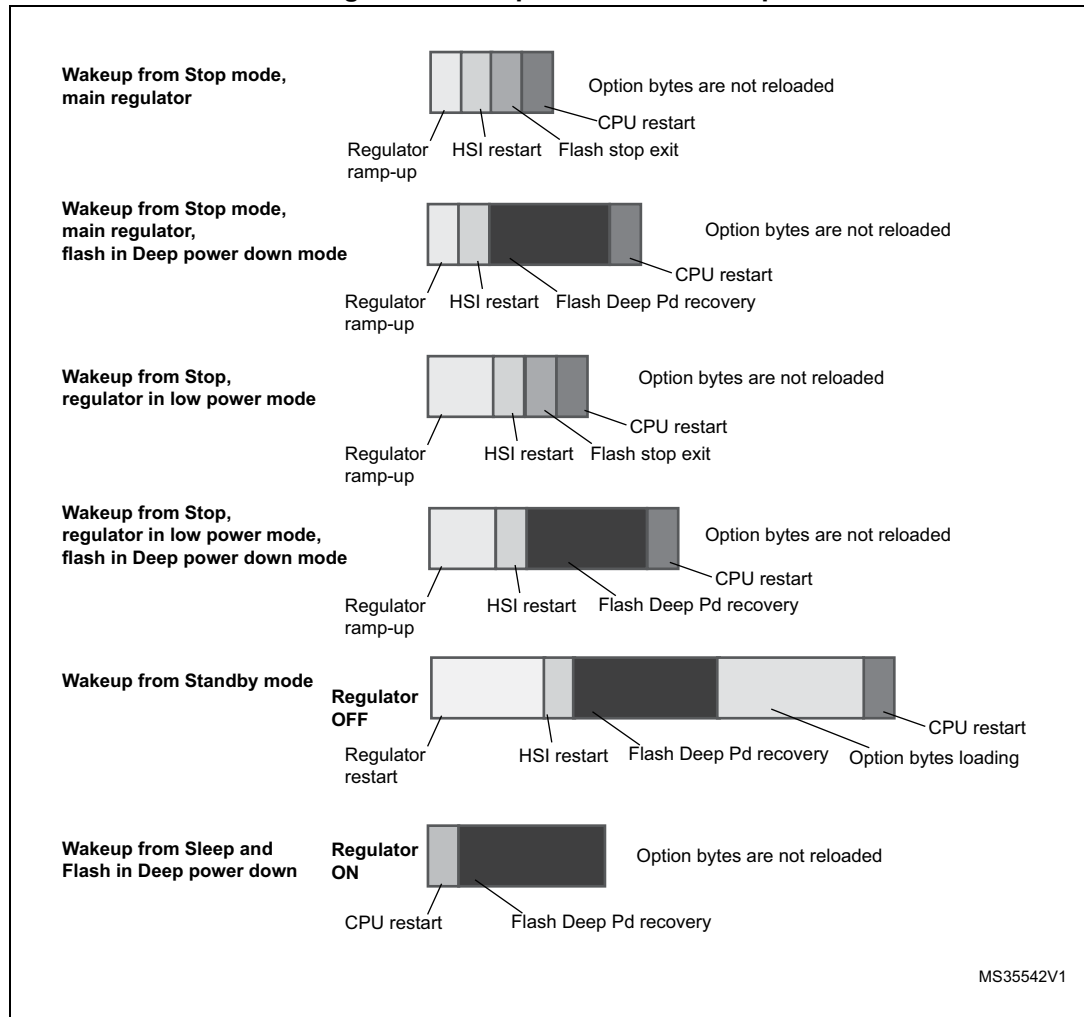 Wakeup from Stop mode,
main regulator
Option bytes are not reloaded
CPU restart
Regulator
ramp-up
HSI restart
Flash stop exit
Wakeup from Stop mode,
main regulator,
flash in Deep power down mode
Option bytes are not reloaded
CPU restart
Regulator
ramp-up
HSI restart
Flash Deep Pd recovery
Wakeup from Stop,
regulator in low power mode
Option bytes are not reloaded
CPU restart
Regulator
ramp-up
HSI restart
Flash stop exit
Wakeup from Stop,
regulator in low power mode,
flash in Deep power down mode
Option bytes are not reloaded
CPU restart
Regulator
ramp-up
HSI restart
Flash Deep Pd recovery
Wakeup from Standby mode
Regulator
OFF
CPU restart
Regulator
restart
HSI restart
Flash Deep Pd recovery
Option bytes loading
Wakeup from Sleep and
Flash in Deep power down
Regulator
ON
Option bytes are not reloaded
CPU restart
Flash Deep Pd recovery
MS35542V1